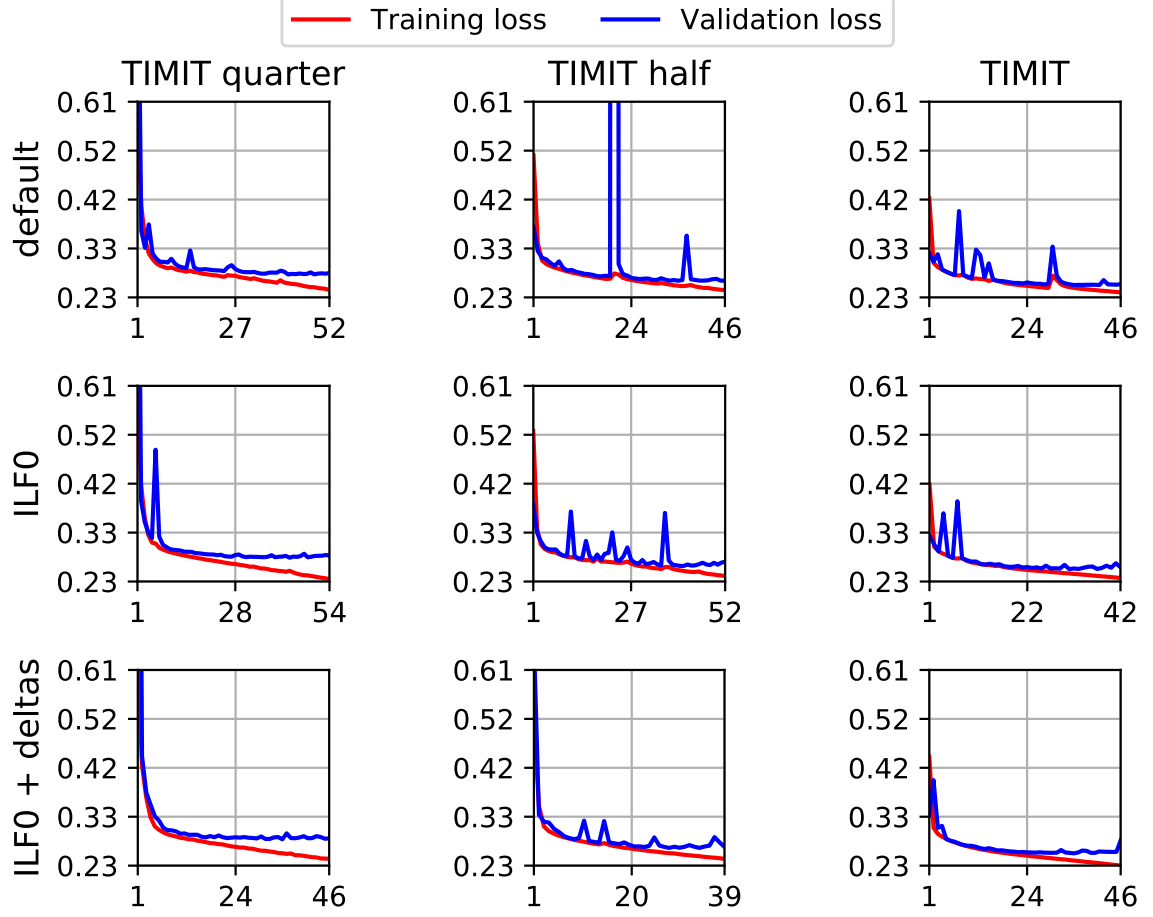 Training loss Validation loss
TIMIT quarter TIMIT half TIMIT
default
0.61 0.61 0.61
0.52 0.52 0.52
0.42 0.42 0.42
0.33 0.33 0.33
0.23 0.23 0.23
1 27 52 1 24 46 1 24 46
ILF0
0.61 0.61 0.61
0.52 0.52 0.52
0.42 0.42 0.42
0.33 0.33 0.33
0.23 0.23 0.23
1 28 54 1 27 52 1 22 42
ILF0 + deltas
0.61 0.61 0.61
0.52 0.52 0.52
0.42 0.42 0.42
0.33 0.33 0.33
0.23 0.23 0.23
1 24 46 1 20 39 1 24 46